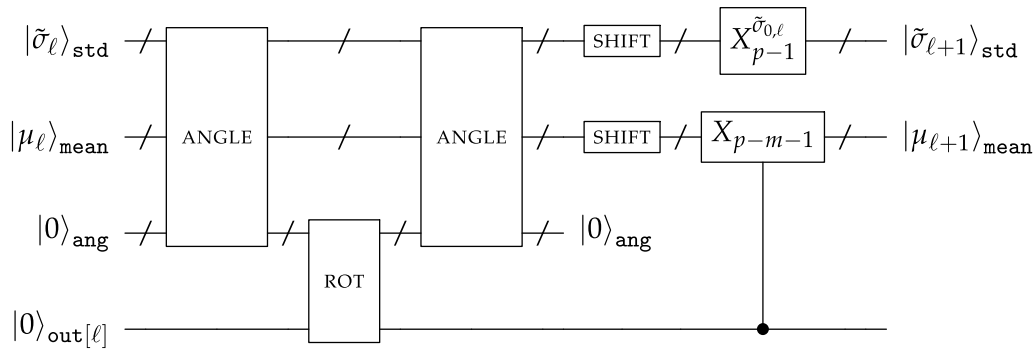 |σ̃_ℓ⟩_std ANGLE ANGLE SHIFT X_{p−1}^{σ̃_{0,ℓ}} |σ̃_{ℓ+1}⟩_std
|μ_ℓ⟩_mean SHIFT X_{p−m−1} |μ_{ℓ+1}⟩_mean
|0⟩_ang ROT |0⟩_ang
|0⟩_out[ℓ]